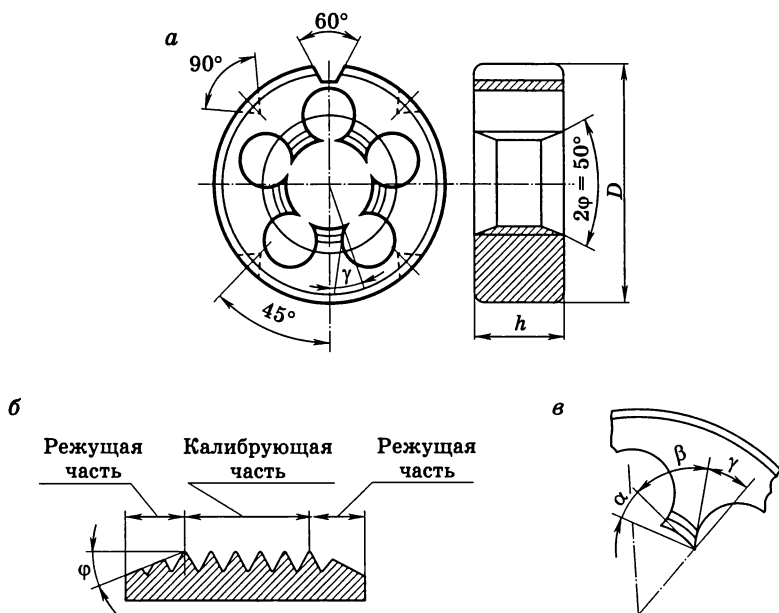 а
60°
90°
45°
γ
2φ = 50°
D
h
б
Режущая
часть
Калибрующая
часть
Режущая
часть
φ
в
α
β
γ